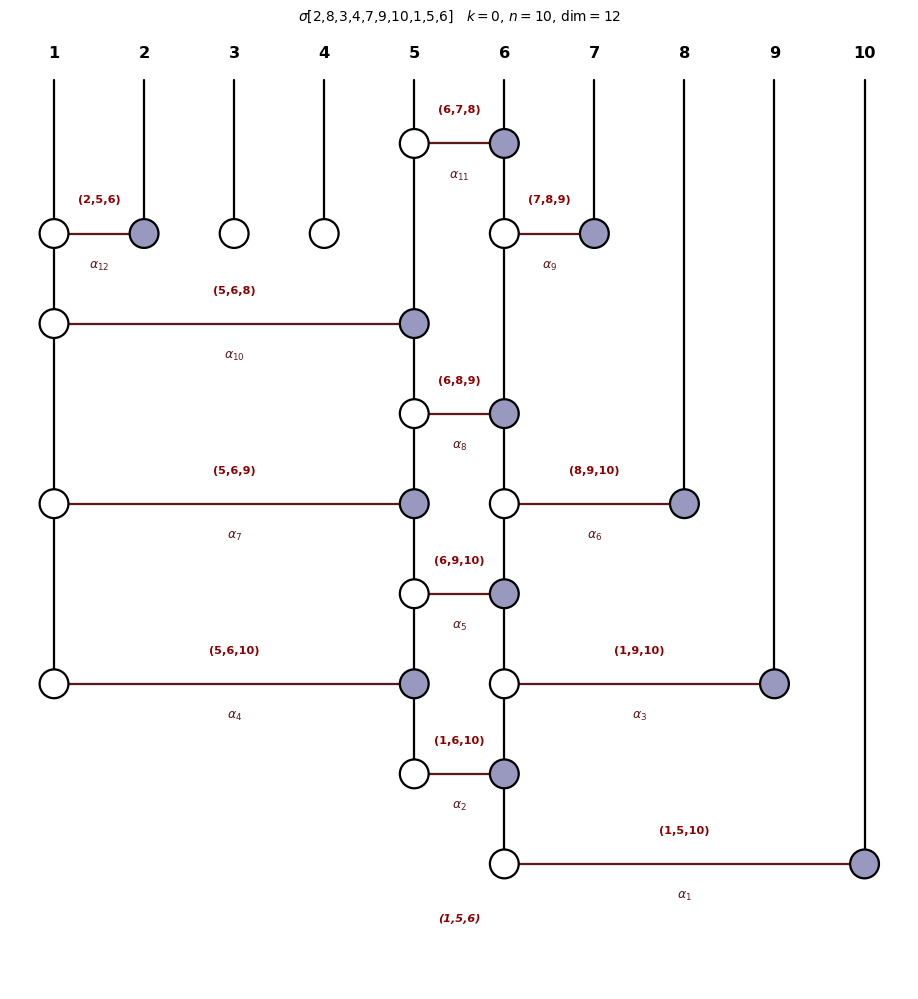 σ[2,8,3,4,7,9,10,1,5,6]   k=0, n=10, dim=12
1 2 3 4 5 6 7 8 9 10
(6,7,8)
α₁₁
(2,5,6) (7,8,9)
α₁₂ α₉
(5,6,8)
α₁₀
(6,8,9)
α₈
(5,6,9) (8,9,10)
α₇ α₆
(6,9,10)
α₅
(5,6,10) (1,9,10)
α₄ α₃
(1,6,10)
α₂
(1,5,10)
α₁
(1,5,6)